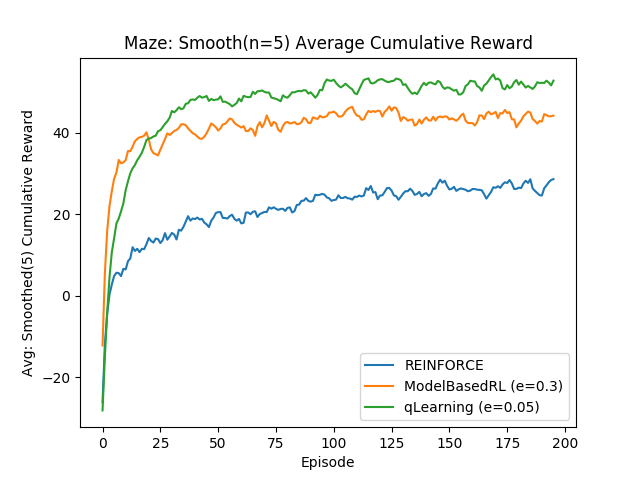 Maze: Smooth(n=5) Average Cumulative Reward
Avg: Smoothed(5) Cumulative Reward
40
20
0
−20
REINFORCE
ModelBasedRL (e=0.3)
qLearning (e=0.05)
0 25 50 75 100 125 150 175 200
Episode